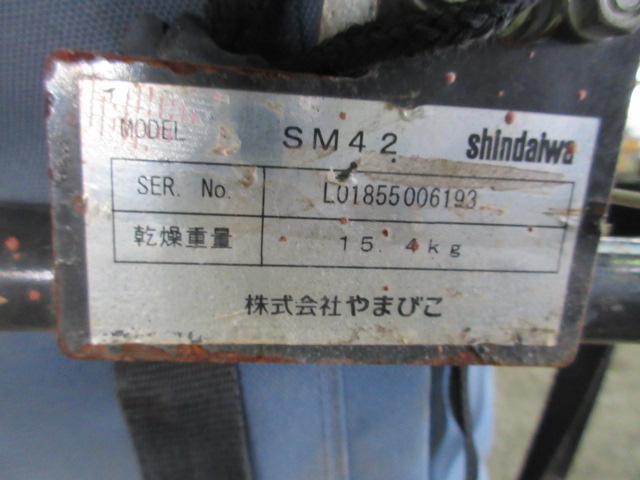 MODEL SM42 shindaiwa
SER. No. L01855006193
乾燥重量 15.4kg
株式会社やまびこ